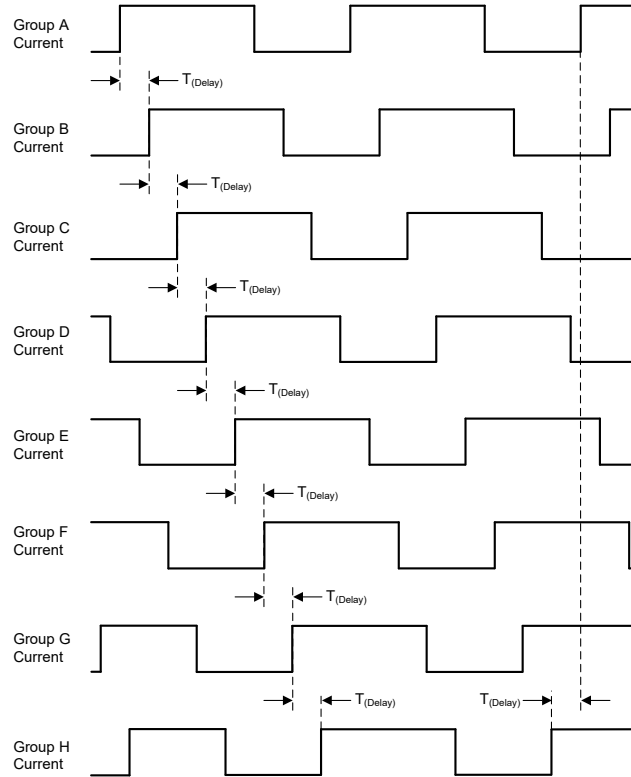 Group A
Current
T(Delay)
Group B
Current
T(Delay)
Group C
Current
T(Delay)
Group D
Current
T(Delay)
Group E
Current
T(Delay)
Group F
Current
T(Delay)
Group G
Current
T(Delay)
T(Delay)
Group H
Current